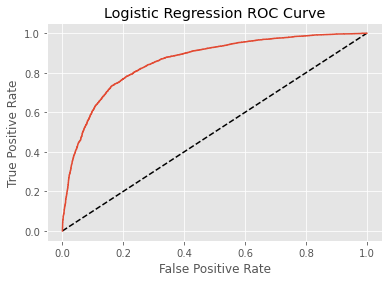 Logistic Regression ROC Curve
1.0
0.8
0.6
0.4
0.2
0.0
True Positive Rate
0.0 0.2 0.4 0.6 0.8 1.0
False Positive Rate